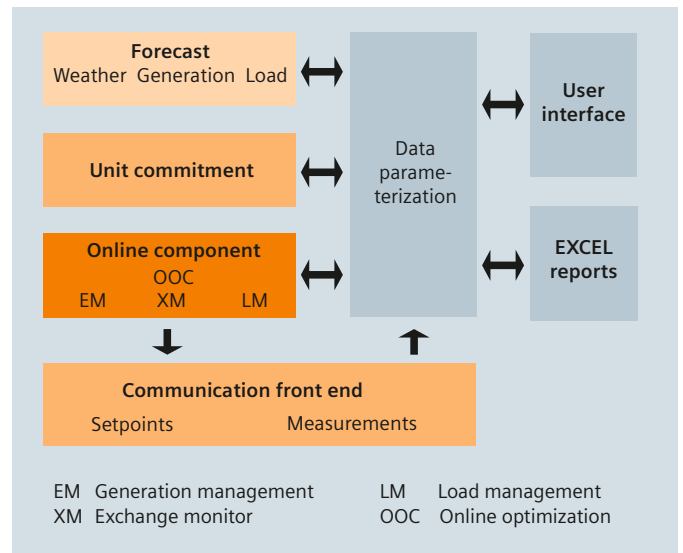 Forecast
Weather Generation Load
Unit commitment
Online component
OOC
EM XM LM
Data
parame-
terization
User
interface
EXCEL
reports
Communication front end
Setpoints Measurements
EM Generation management
XM Exchange monitor
LM Load management
OOC Online optimization